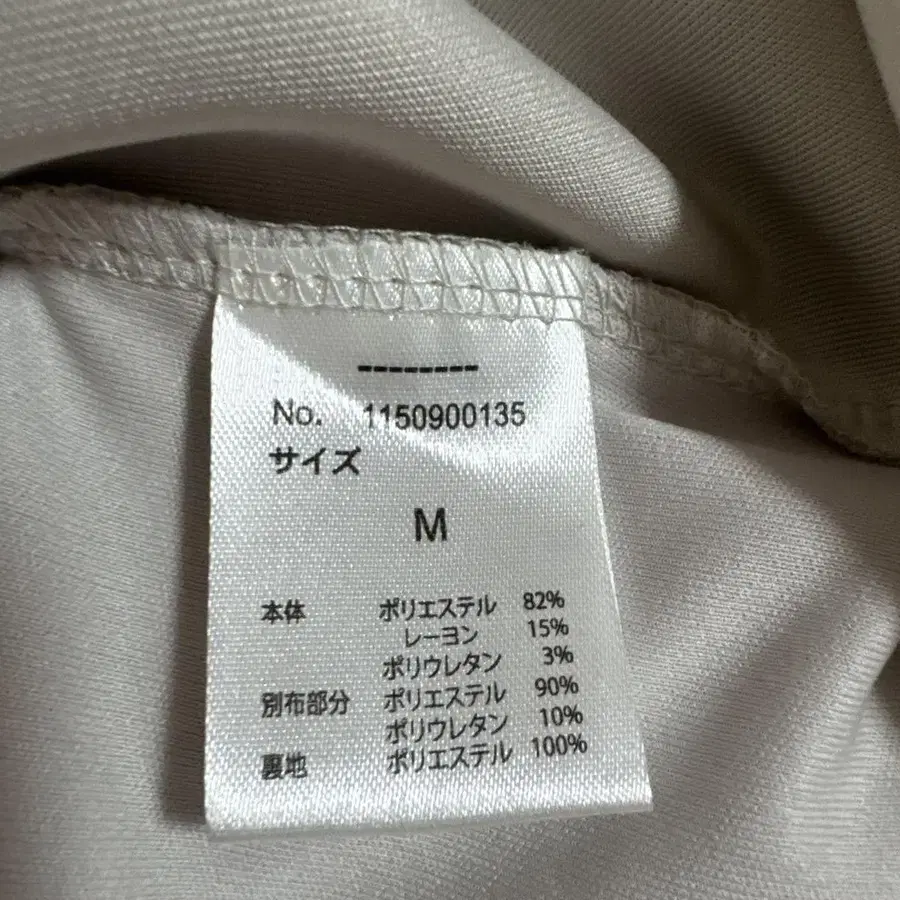 --------
No. 1150900135
サイズ
M
本体 ポリエステル 82%
レーヨン 15%
ポリウレタン 3%
別布部分 ポリエステル 90%
ポリウレタン 10%
裏地 ポリエステル 100%